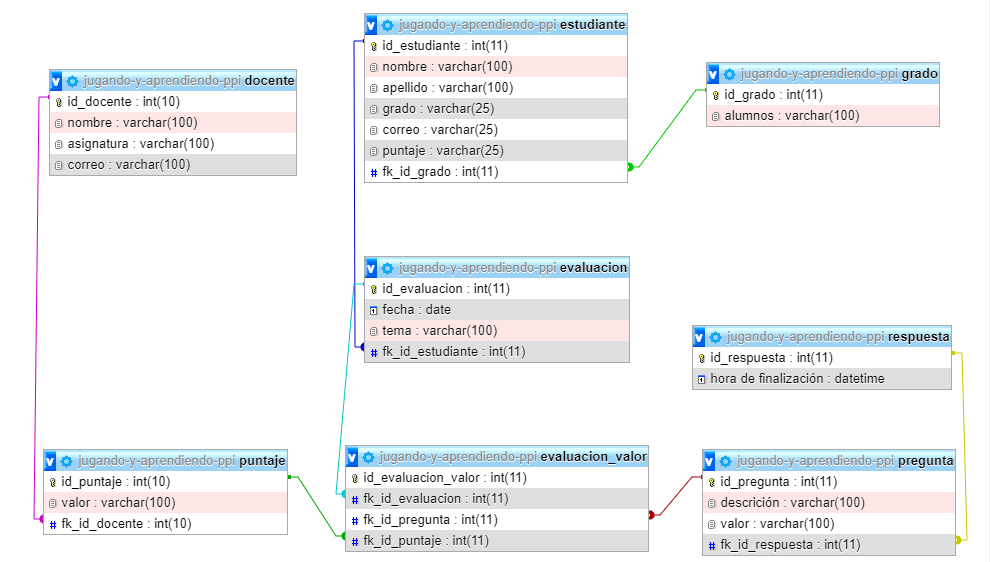 jugando-y-aprendiendo-ppi estudiante
id_estudiante : int(11)
nombre : varchar(100)
apellido : varchar(100)
grado : varchar(25)
correo : varchar(25)
puntaje : varchar(25)
fk_id_grado : int(11)
jugando-y-aprendiendo-ppi docente
id_docente : int(10)
nombre : varchar(100)
asignatura : varchar(100)
correo : varchar(100)
jugando-y-aprendiendo-ppi grado
id_grado : int(11)
alumnos : varchar(100)
jugando-y-aprendiendo-ppi evaluacion
id_evaluacion : int(11)
fecha : date
tema : varchar(100)
fk_id_estudiante : int(11)
jugando-y-aprendiendo-ppi respuesta
id_respuesta : int(11)
hora de finalización : datetime
jugando-y-aprendiendo-ppi puntaje
id_puntaje : int(10)
valor : varchar(100)
fk_id_docente : int(10)
jugando-y-aprendiendo-ppi evaluacion_valor
id_evaluacion_valor : int(11)
fk_id_evaluacion : int(11)
fk_id_pregunta : int(11)
fk_id_puntaje : int(11)
jugando-y-aprendiendo-ppi pregunta
id_pregunta : int(11)
descrición : varchar(100)
valor : varchar(100)
fk_id_respuesta : int(11)